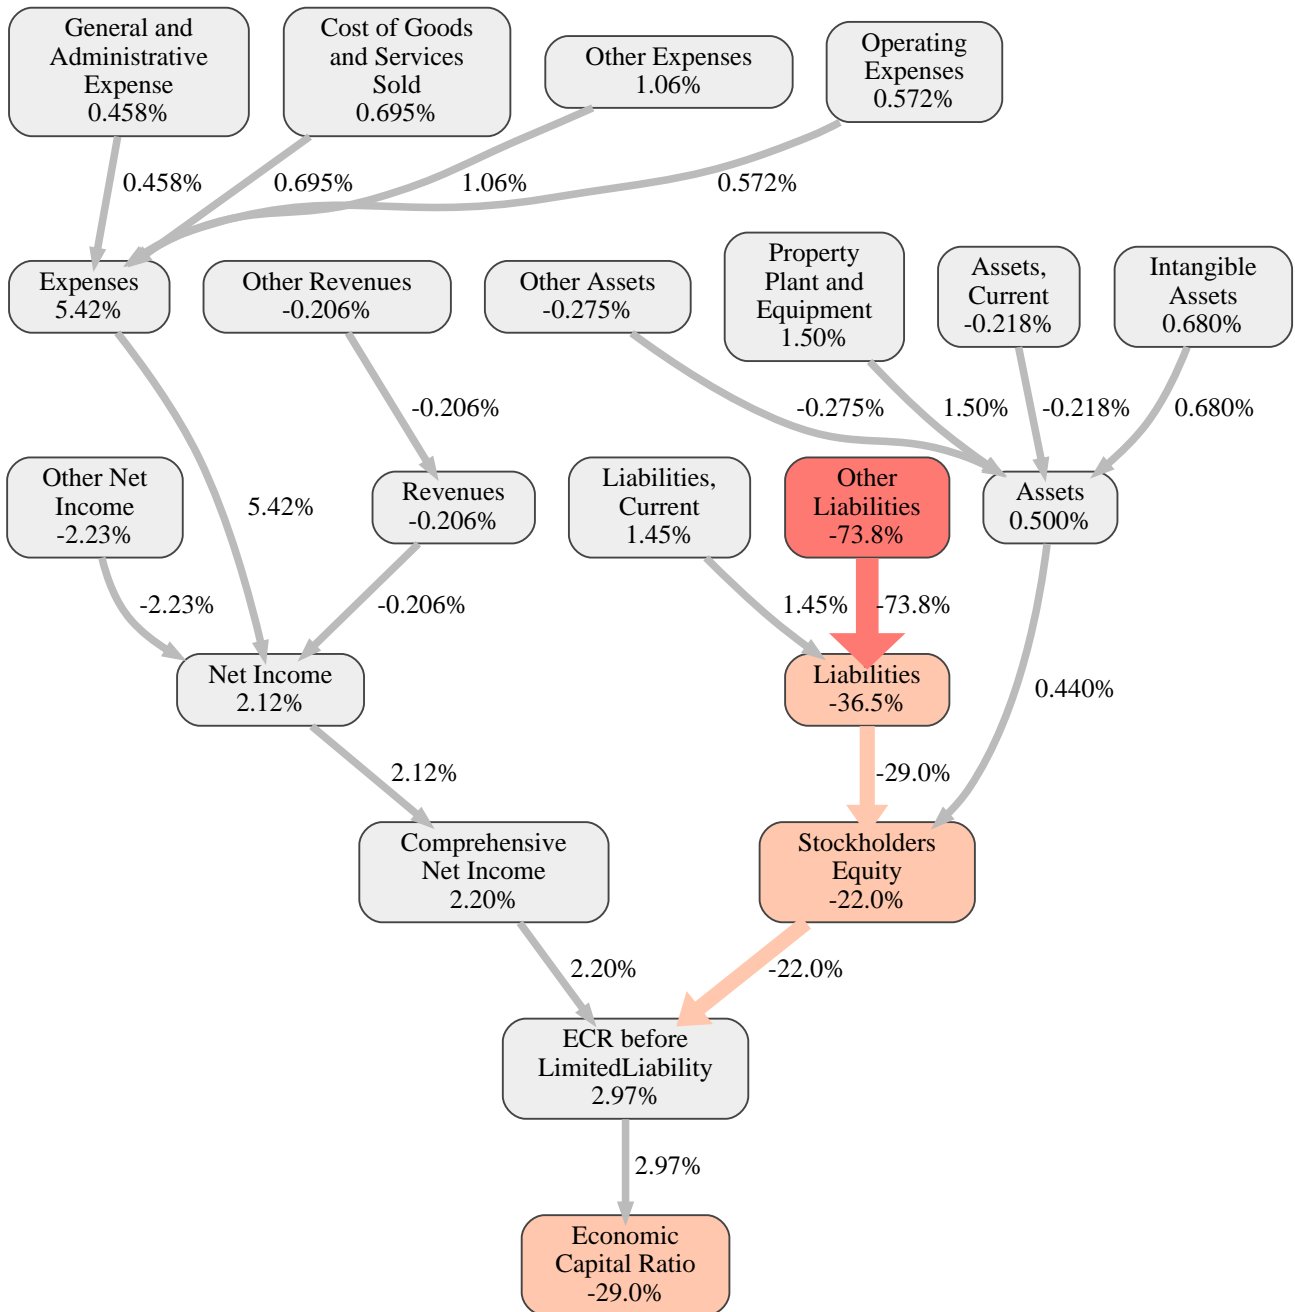 General and
Administrative
Expense
0.458%
Cost of Goods
and Services
Sold
0.695%
Other Expenses
1.06%
Operating
Expenses
0.572%
0.458%
0.695%
1.06%
0.572%
Expenses
5.42%
Other Revenues
-0.206%
Other Assets
-0.275%
Property
Plant and
Equipment
1.50%
Assets,
Current
-0.218%
Intangible
Assets
0.680%
-0.206%
-0.275%
1.50%
-0.218%
0.680%
Other Net
Income
-2.23%
5.42%
Revenues
-0.206%
Liabilities,
Current
1.45%
Other
Liabilities
-73.8%
Assets
0.500%
-2.23%
-0.206%
1.45%
-73.8%
Net Income
2.12%
Liabilities
-36.5%
0.440%
2.12%
-29.0%
Comprehensive
Net Income
2.20%
Stockholders
Equity
-22.0%
2.20%
-22.0%
ECR before
LimitedLiability
2.97%
2.97%
Economic
Capital Ratio
-29.0%